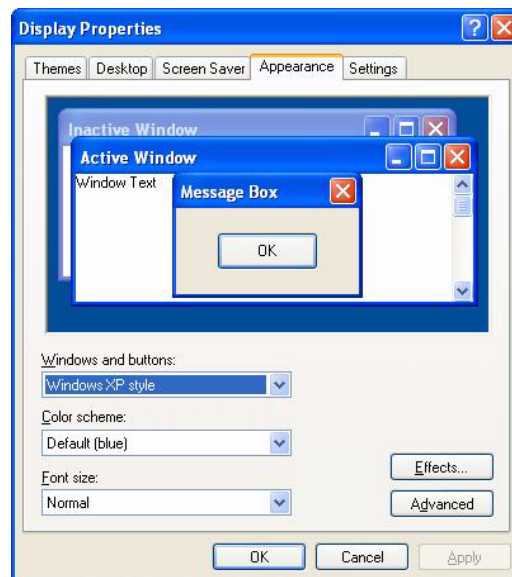 Display Properties
Themes Desktop Screen Saver Appearance Settings
Inactive Window
Active Window
Window Text
Message Box
OK
Windows and buttons:
Windows XP style
Color scheme:
Default (blue)
Effects...
Font size:
Normal
Advanced
OK Cancel Apply